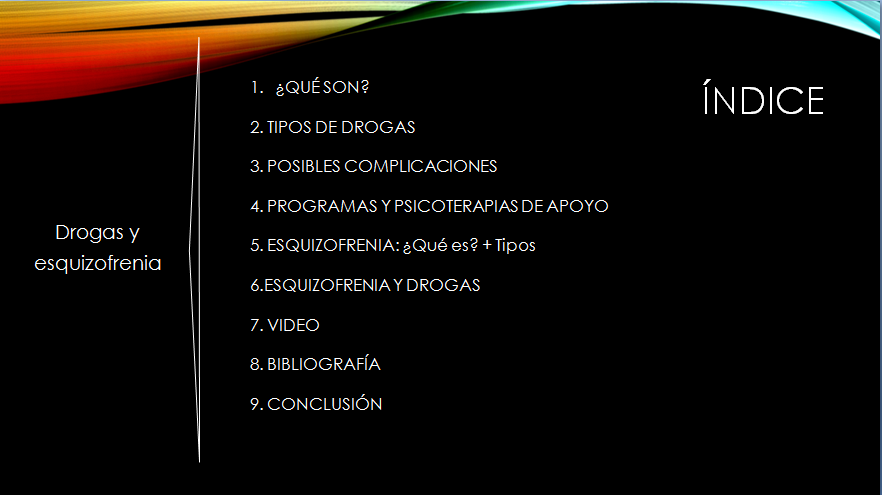 ÍNDICE
Drogas y
esquizofrenia
1. ¿QUÉ SON?
2. TIPOS DE DROGAS
3. POSIBLES COMPLICACIONES
4. PROGRAMAS Y PSICOTERAPIAS DE APOYO
5. ESQUIZOFRENIA: ¿Qué es? + Tipos
6.ESQUIZOFRENIA Y DROGAS
7. VIDEO
8. BIBLIOGRAFÍA
9. CONCLUSIÓN